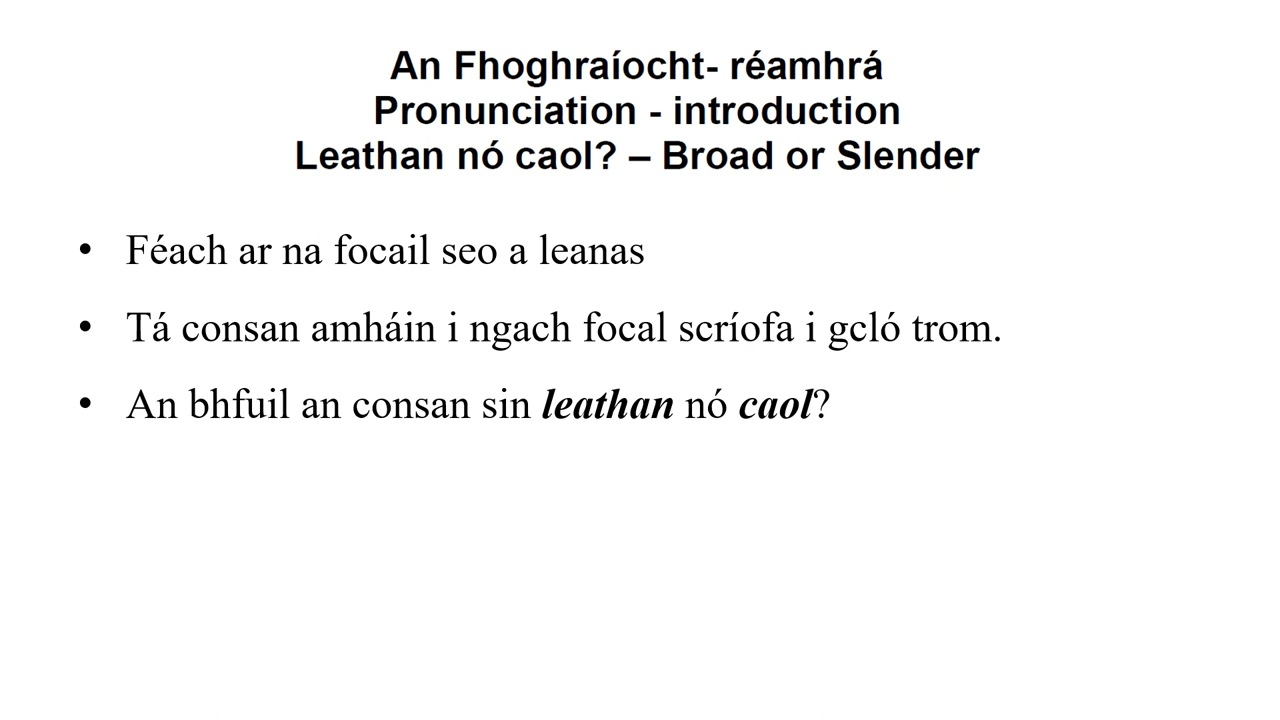 An Fhoghraíocht- réamhrá
Pronunciation - introduction
Leathan nó caol? – Broad or Slender
• Féach ar na focail seo a leanas
• Tá consan amháin i ngach focal scríofa i gcló trom.
• An bhfuil an consan sin leathan nó caol?